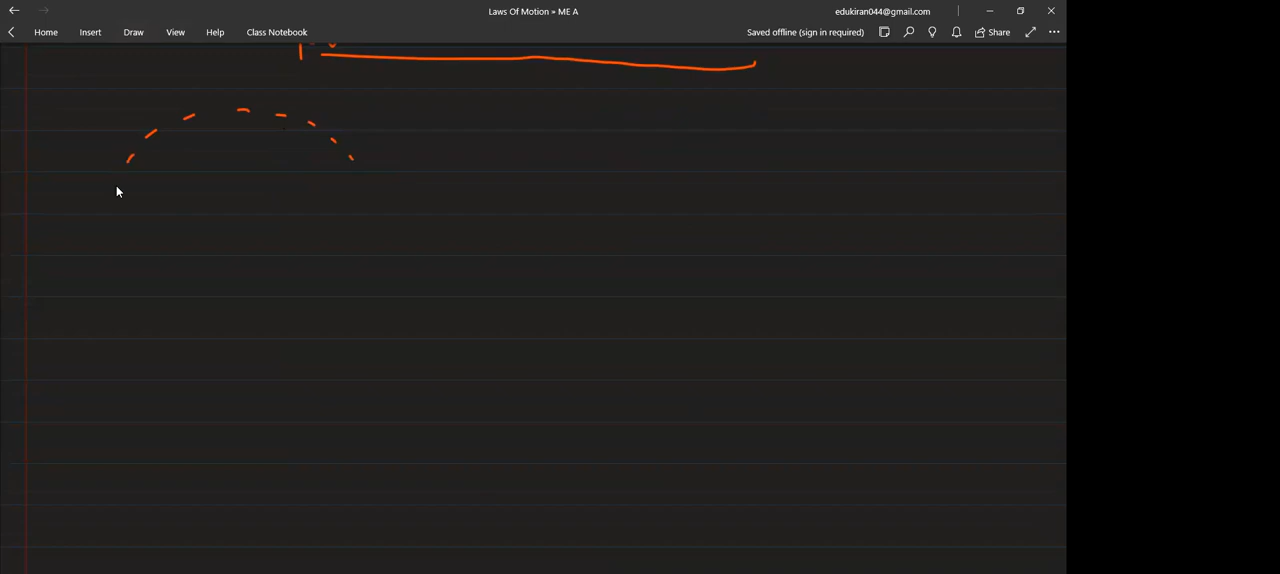 Laws Of Motion » ME A
edukiran044@gmail.com
Home Insert Draw View Help Class Notebook
Saved offline (sign in required)
Share